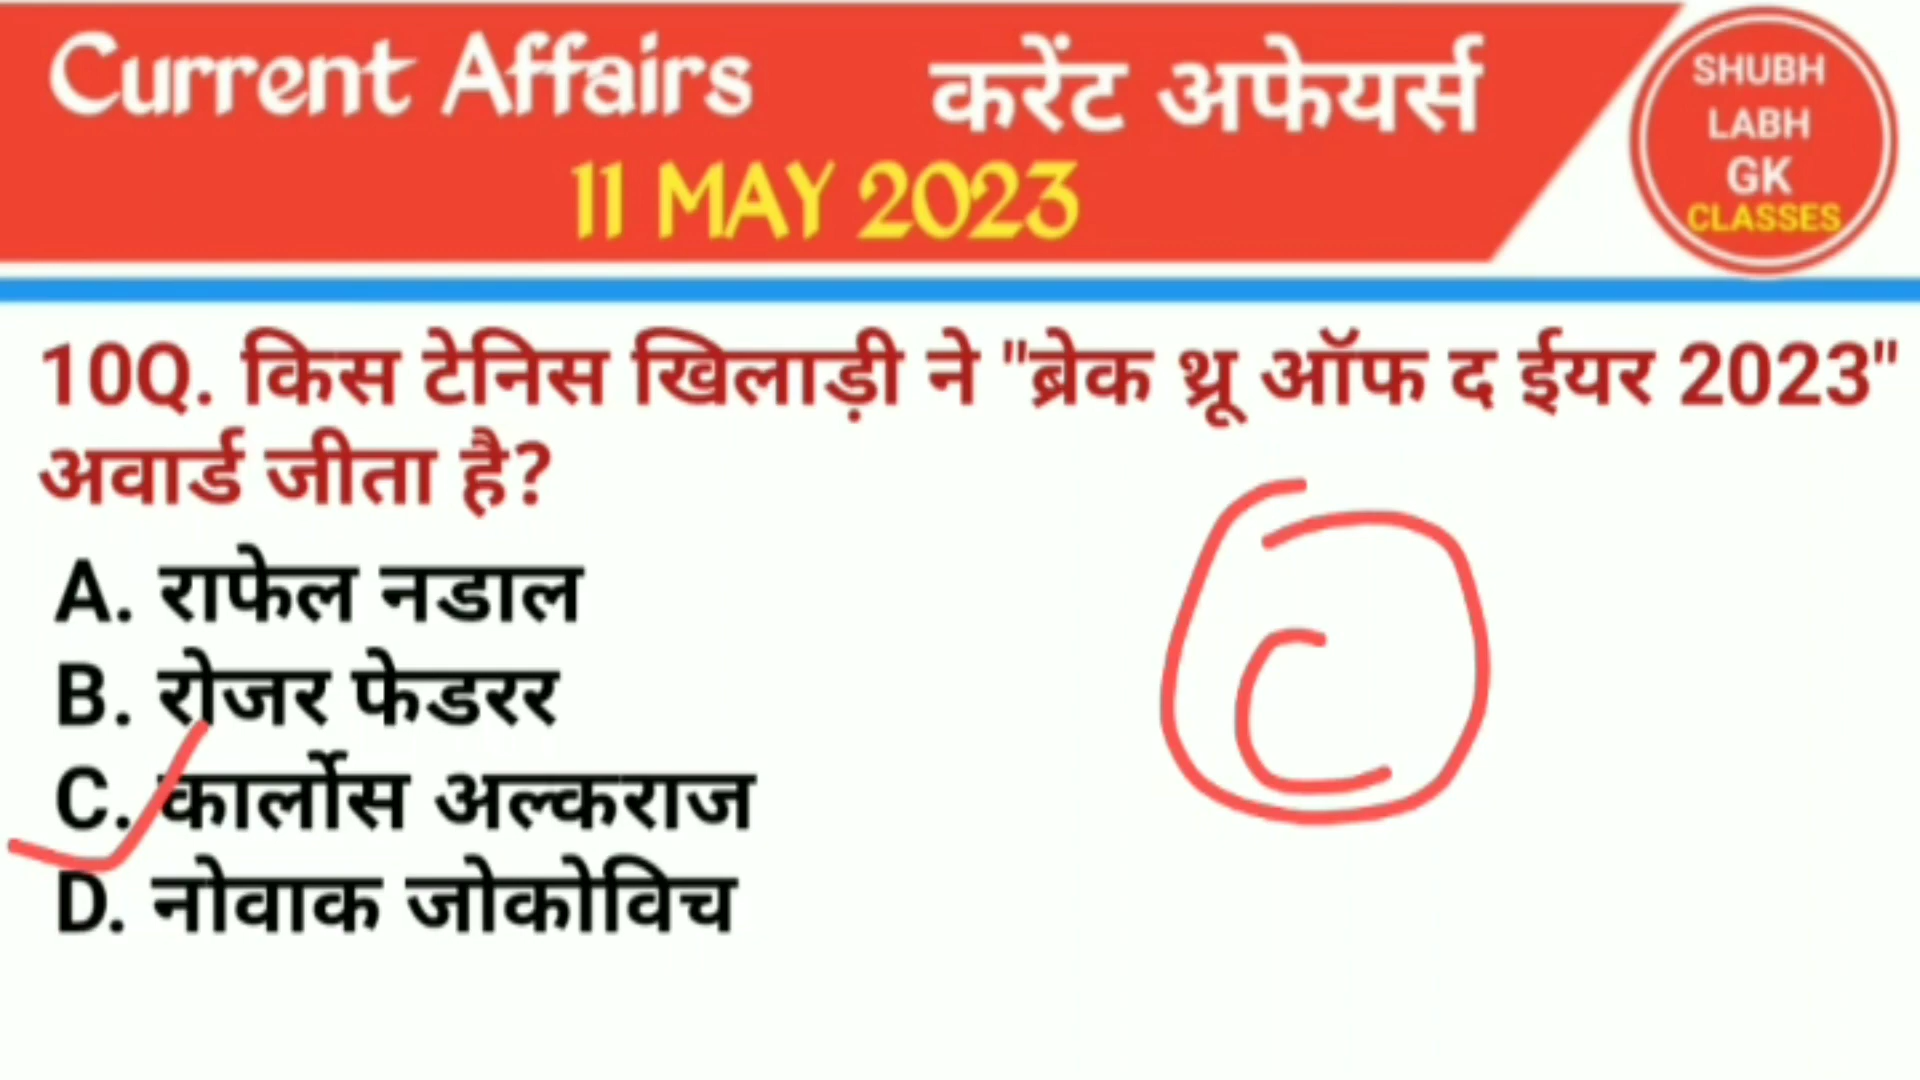 Current Affairs करेंट अफेयर्स
11 MAY 2023
SHUBH
LABH
GK
CLASSES
10Q. किस टेनिस खिलाड़ी ने "ब्रेक थ्रू ऑफ द ईयर 2023"
अवार्ड जीता है?
A. राफेल नडाल
B. रोजर फेडरर
C. कार्लोस अल्कराज
D. नोवाक जोकोविच
C